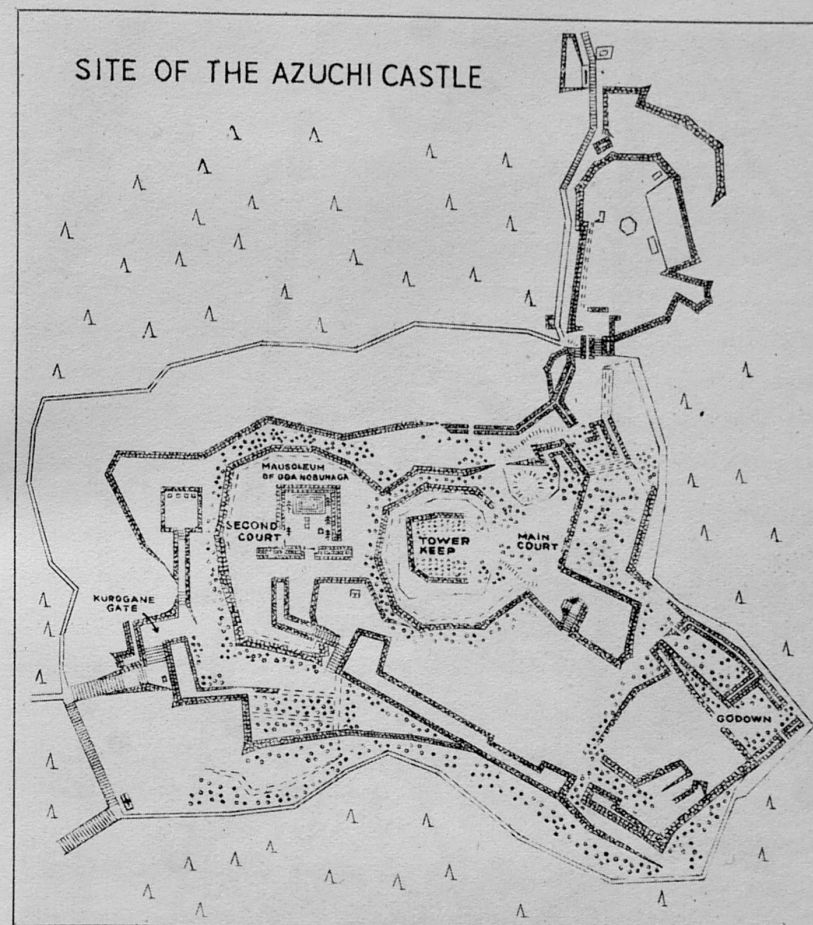 SITE OF THE AZUCHI CASTLE
MAUSOLEUM
OF ODA NOBUNAGA
SECOND
COURT
TOWER
KEEP
MAIN
COURT
KUROGANE
GATE
GODOWN